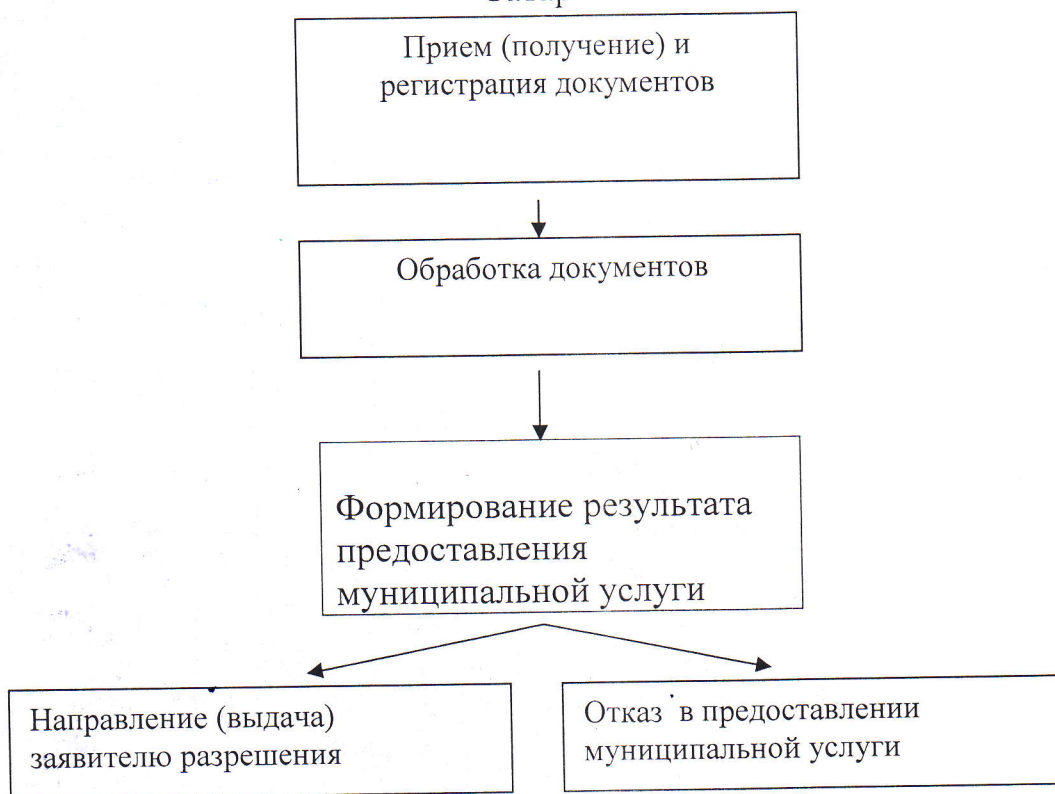 Прием (получение) и
регистрация документов
Обработка документов
Формирование результата
предоставления
муниципальной услуги
Направление (выдача)
заявителю разрешения
Отказ в предоставлении
муниципальной услуги